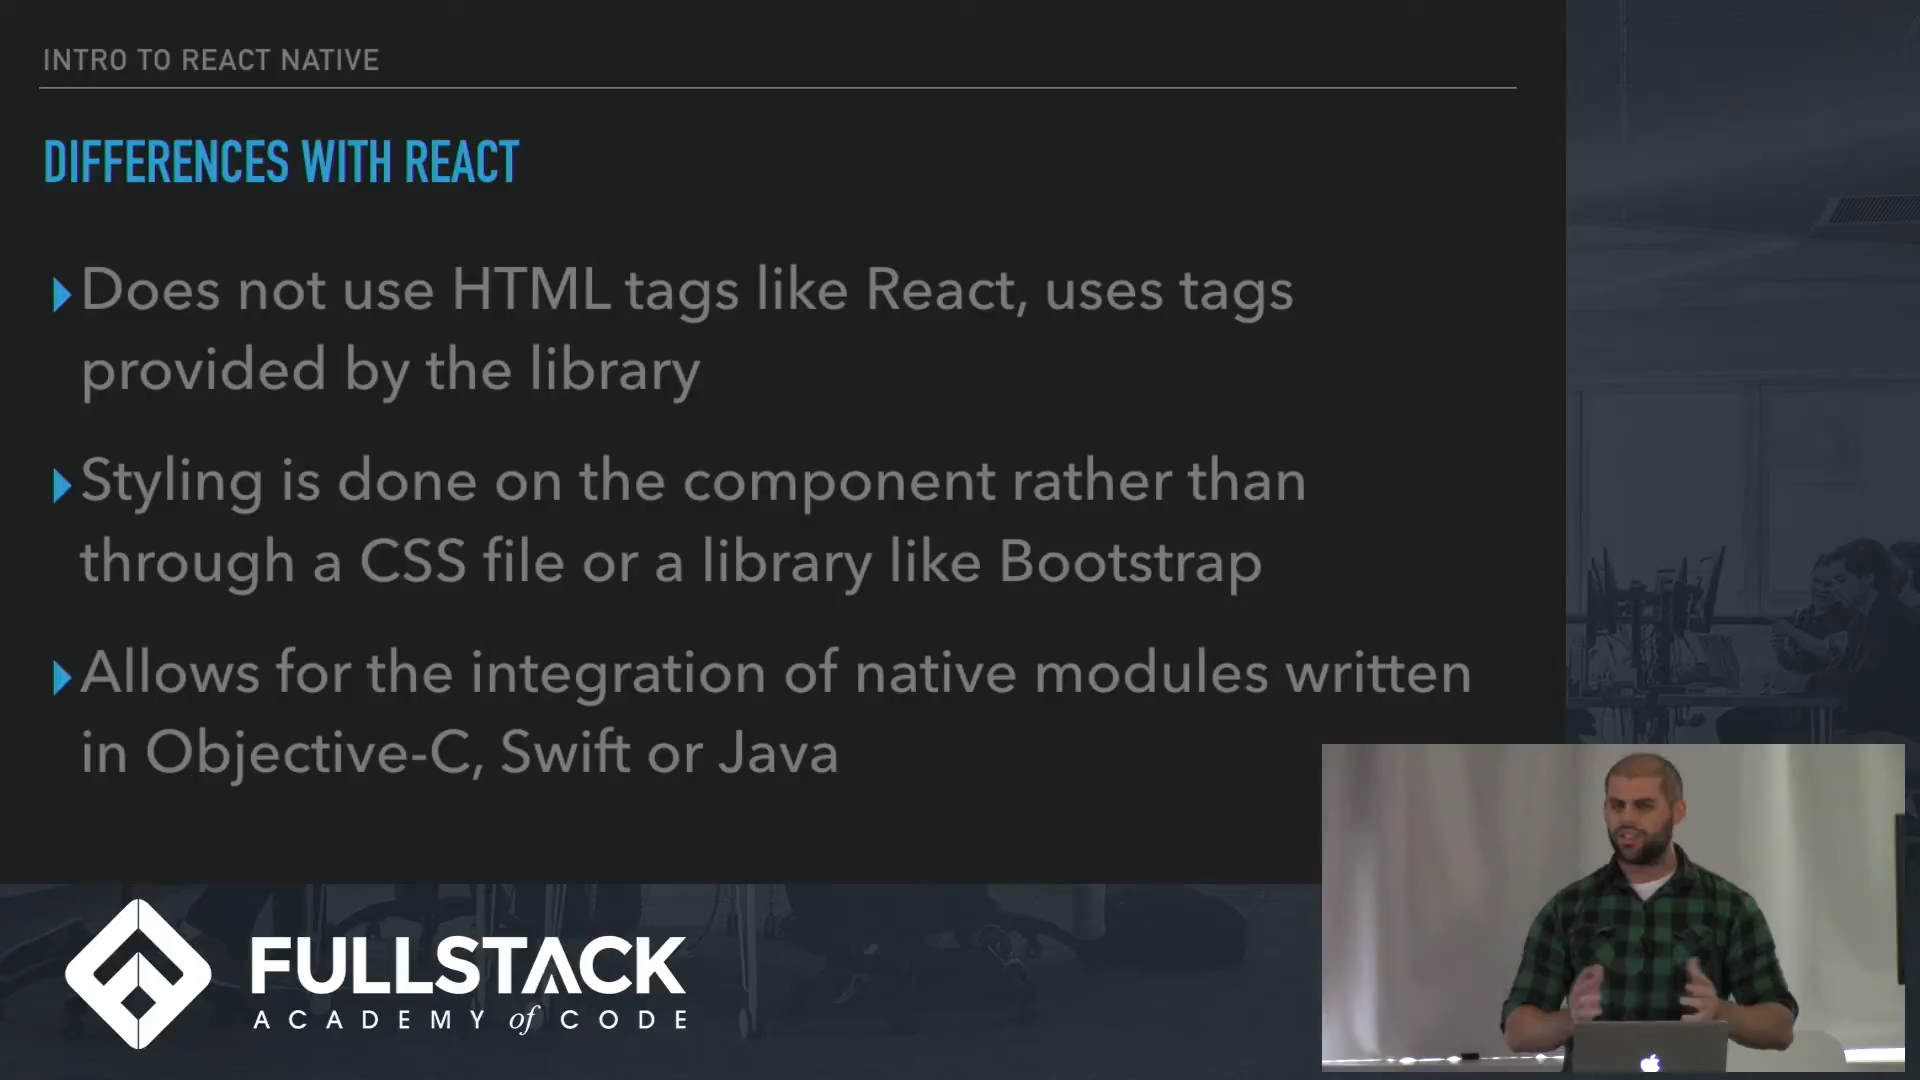 INTRO TO REACT NATIVE
DIFFERENCES WITH REACT
Does not use HTML tags like React, uses tags
provided by the library
Styling is done on the component rather than
through a CSS file or a library like Bootstrap
Allows for the integration of native modules written
in Objective-C, Swift or Java
FULLSTACK
ACADEMY of CODE